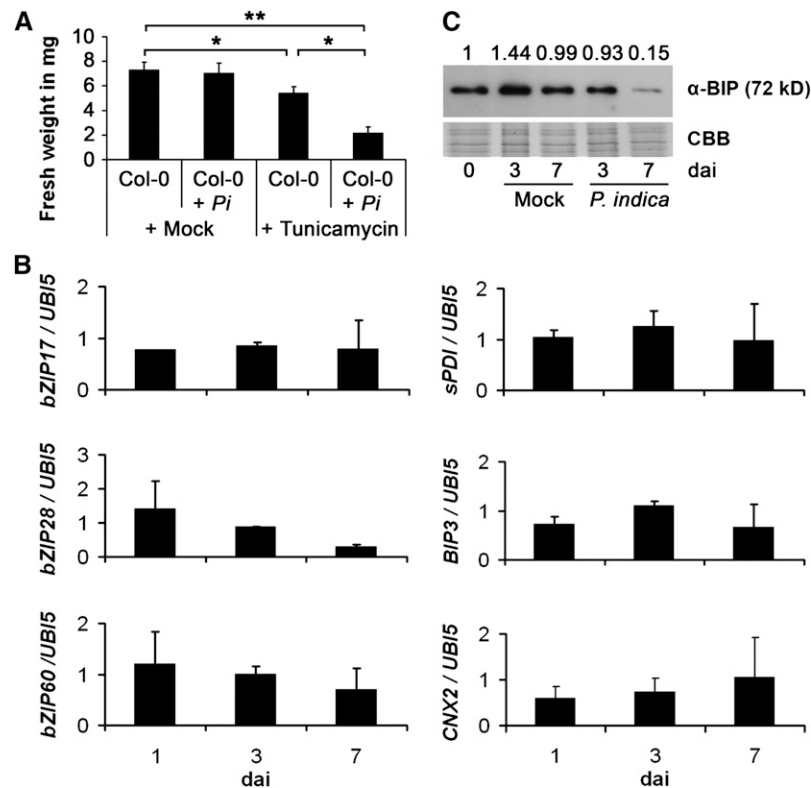 A
Fresh weight in mg
10
8
6
4
2
0
**
*
*
Col-0
Col-0 + Pi
Col-0
Col-0 + Pi
+ Mock
+ Tunicamycin
C
1 1.44 0.99 0.93 0.15
α-BIP (72 kD)
CBB
0 3 7 3 7 dai
Mock P. indica
B
bZIP17 / UBI5
2
1
0
sPDI / UBI5
2
1
0
bZIP28 / UBI5
3
2
1
0
BIP3 / UBI5
2
1
0
bZIP60 /UBI5
2
1
0
1 3 7
dai
CNX2 / UBI5
2
1
0
1 3 7
dai